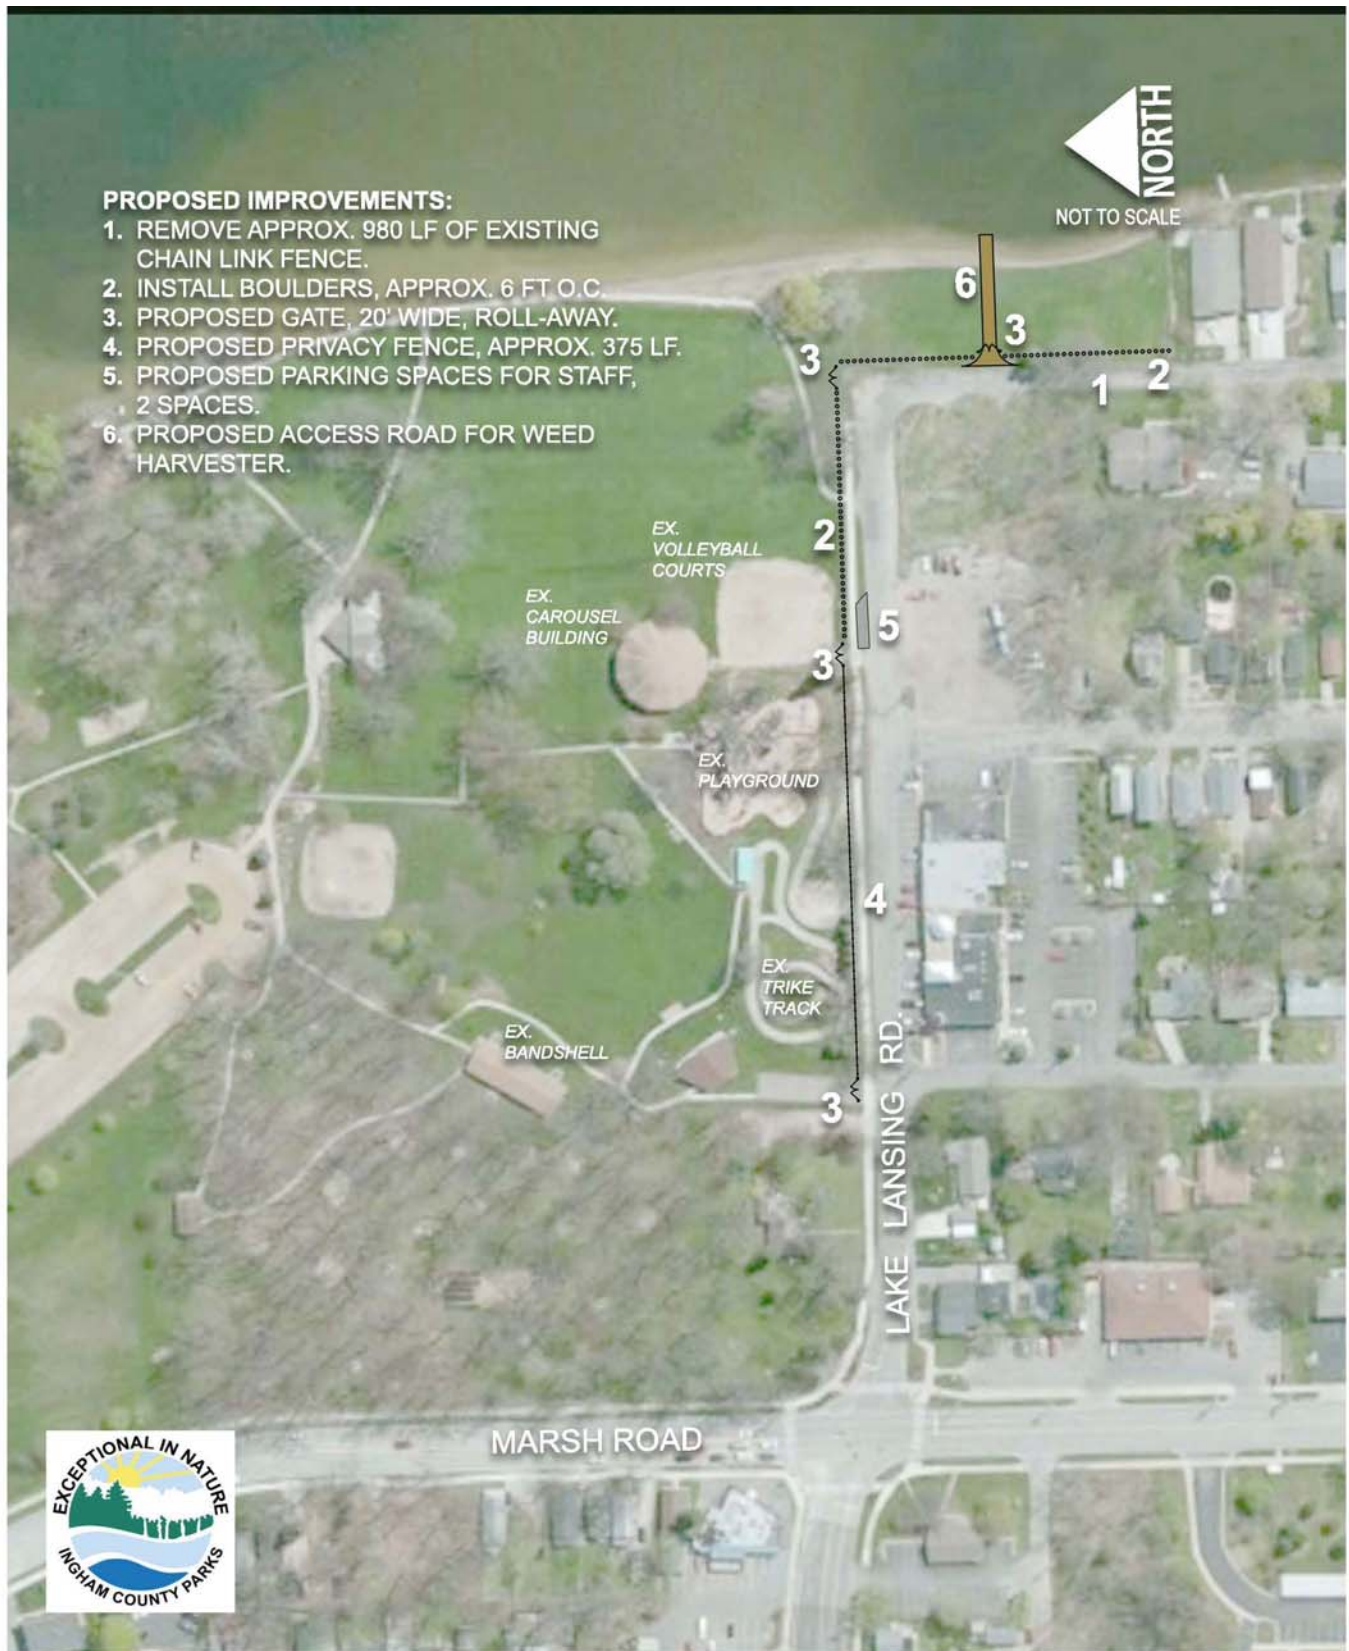 NORTH
NOT TO SCALE
PROPOSED IMPROVEMENTS:
1. REMOVE APPROX. 980 LF OF EXISTING
CHAIN LINK FENCE.
2. INSTALL BOULDERS, APPROX. 6 FT O.C.
3. PROPOSED GATE, 20' WIDE, ROLL-AWAY.
4. PROPOSED PRIVACY FENCE, APPROX. 375 LF.
5. PROPOSED PARKING SPACES FOR STAFF,
2 SPACES.
6. PROPOSED ACCESS ROAD FOR WEED
HARVESTER.
6
3
3
1
2
2
EX.
VOLLEYBALL
COURTS
EX.
CAROUSEL
BUILDING
5
3
EX.
PLAYGROUND
4
EX.
TRIKE
TRACK
EX.
BANDSHELL
3
LAKE LANSING RD.
MARSH ROAD
EXCEPTIONAL IN NATURE
INGHAM COUNTY PARKS